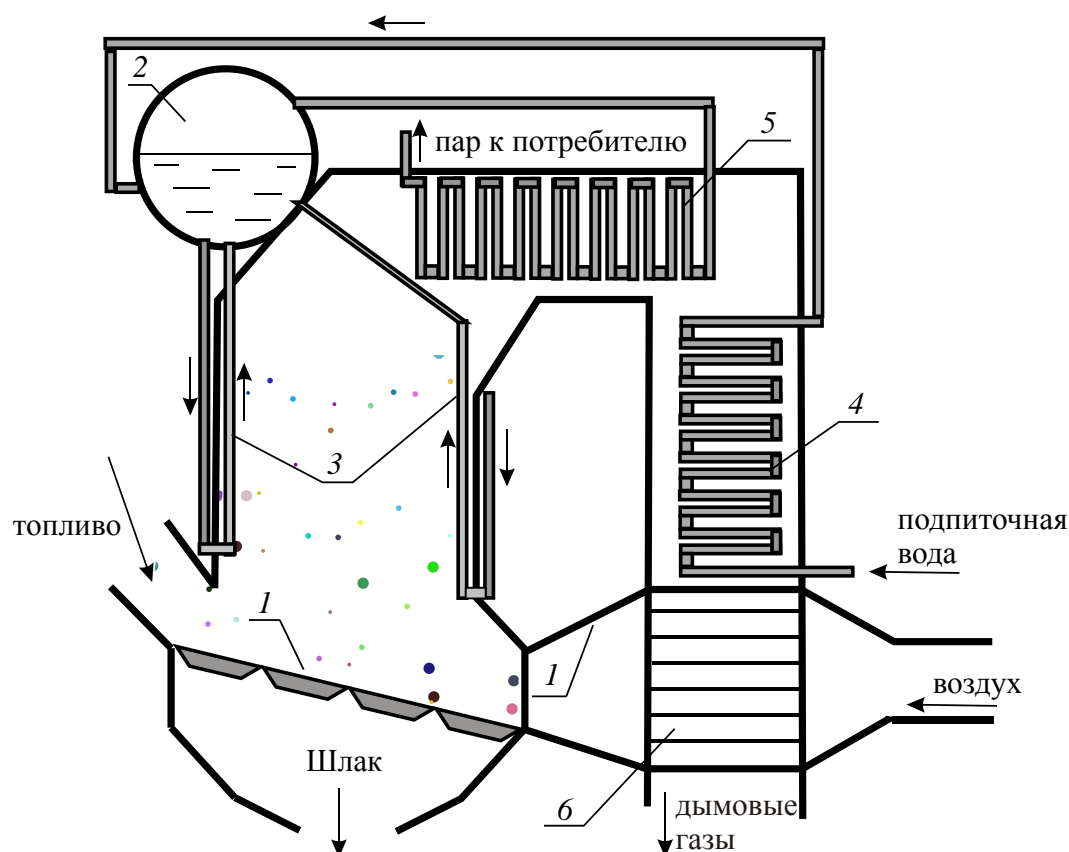 2
пар к потребителю
5
3
4
топливо
подпиточная
вода
1
1
воздух
Шлак
6
дымовые
газы